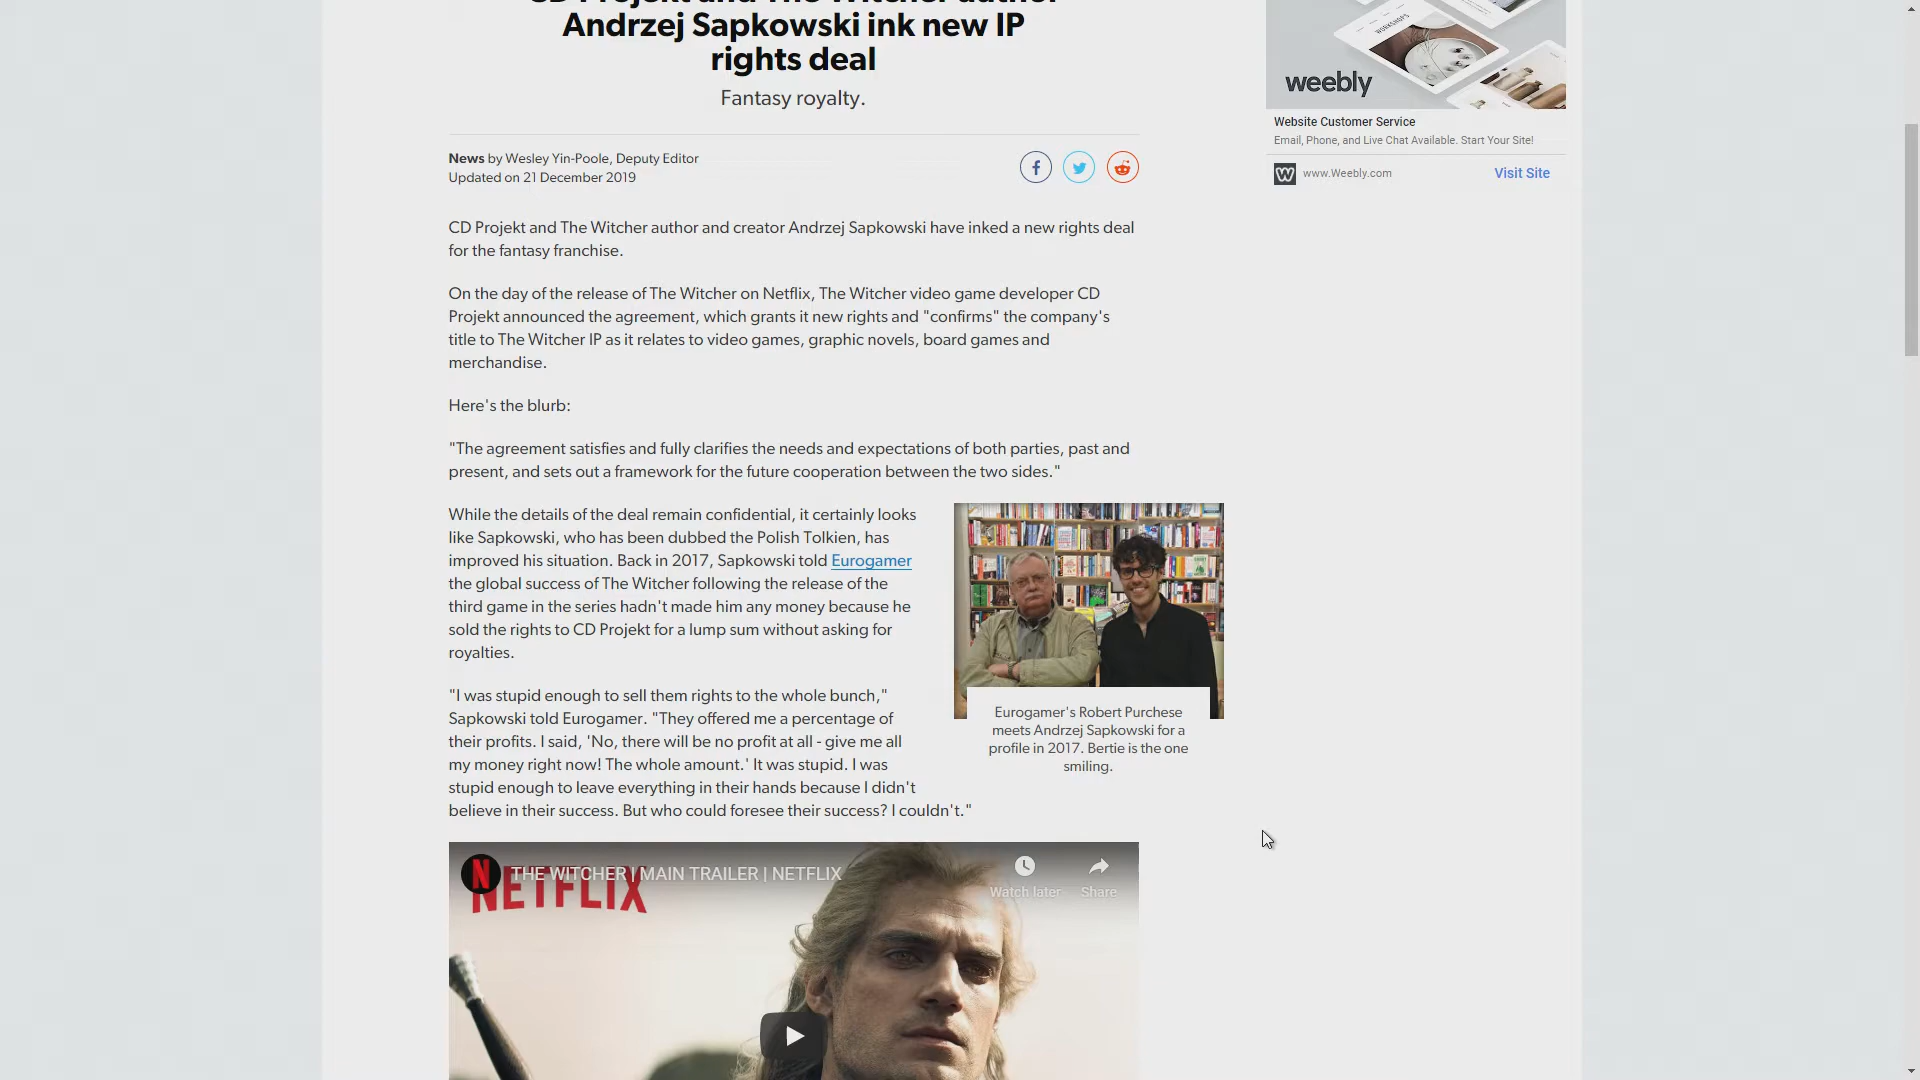 CD Projekt and The Witcher author
Andrzej Sapkowski ink new IP
rights deal
Fantasy royalty.
News by Wesley Yin-Poole, Deputy Editor
Updated on 21 December 2019
CD Projekt and The Witcher author and creator Andrzej Sapkowski have inked a new rights deal
for the fantasy franchise.
On the day of the release of The Witcher on Netflix, The Witcher video game developer CD
Projekt announced the agreement, which grants it new rights and "confirms" the company's
title to The Witcher IP as it relates to video games, graphic novels, board games and
merchandise.
Here's the blurb:
"The agreement satisfies and fully clarifies the needs and expectations of both parties, past and
present, and sets out a framework for the future cooperation between the two sides."
While the details of the deal remain confidential, it certainly looks
like Sapkowski, who has been dubbed the Polish Tolkien, has
improved his situation. Back in 2017, Sapkowski told Eurogamer
the global success of The Witcher following the release of the
third game in the series hadn't made him any money because he
sold the rights to CD Projekt for a lump sum without asking for
royalties.
"I was stupid enough to sell them rights to the whole bunch,"
Sapkowski told Eurogamer. "They offered me a percentage of
their profits. I said, 'No, there will be no profit at all - give me all
my money right now! The whole amount.' It was stupid. I was
stupid enough to leave everything in their hands because I didn't
believe in their success. But who could foresee their success? I couldn't."
Eurogamer's Robert Purchese
meets Andrzej Sapkowski for a
profile in 2017. Bertie is the one
smiling.
THE WITCHER | MAIN TRAILER | NETFLIX
NETFLIX
Watch later
Share
WORKSHOPS
weebly
Website Customer Service
Email, Phone, and Live Chat Available. Start Your Site!
www.Weebly.com
Visit Site